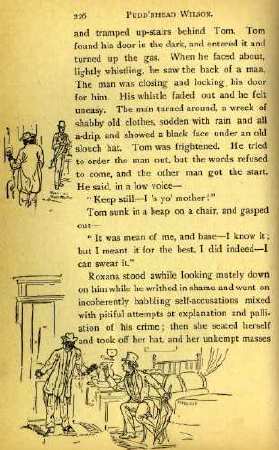 226 PUDD'NHEAD WILSON.
and tramped up-stairs behind Tom. Tom
found his door in the dark, and entered it and
turned up the gas. When he faced about,
lightly whistling, he saw the back of a man.
The man was closing and locking his door
for him. His whistle faded out and he felt
uneasy. The man turned around, a wreck of
shabby old clothes, sodden with rain and all
a-drip, and showed a black face under an old
slouch hat. Tom was frightened. He tried
to order the man out, but the words refused
to come, and the other man got the start.
He said, in a low voice—
"Keep still—I 's yo' mother!"
Tom sunk in a heap on a chair, and gasped
out—
"It was mean of me, and base—I know it;
but I meant it for the best, I did indeed—I
can swear it."
Roxana stood awhile looking mutely down
on him while he writhed in shame and went on
incoherently babbling self-accusations mixed
with pitiful attempts at explanation and palli-
ation of his crime; then she seated herself
and took off her hat, and her unkempt masses